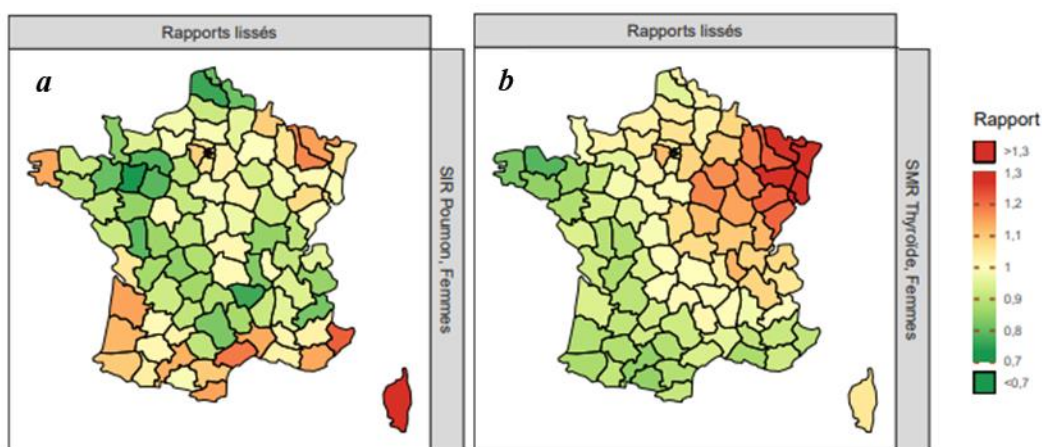 Rapports lissés
a
SIR Poumon, Femmes
Rapports lissés
b
SMR Thyroïde, Femmes
Rapport
>1,3
1,3
1,2
1,1
1
0,9
0,8
0,7
<0,7